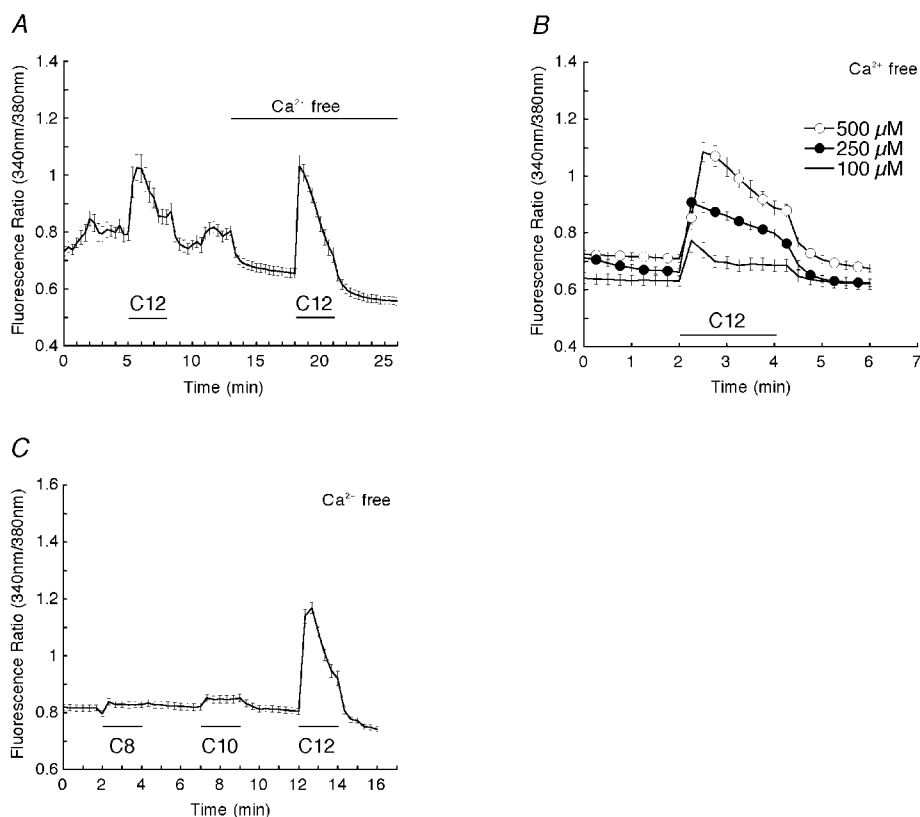 A
Fluorescence Ratio (340nm/380nm)
1.4
1.2
1
0.8
0.6
0.4
Ca²⁻ free
C12
C12
0
5
10
15
20
25
Time (min)
B
Fluorescence Ratio (340nm/380nm)
1.4
1.2
1
0.8
0.6
0.4
Ca²⁺ free
500 µM
250 µM
100 µM
C12
0
1
2
3
4
5
6
7
Time (min)
C
Fluorescence Ratio (340nm/380nm)
1.6
1.4
1.2
1
0.8
0.6
Ca²⁻ free
C8
C10
C12
0
2
4
6
8
10
12
14
16
Time (min)